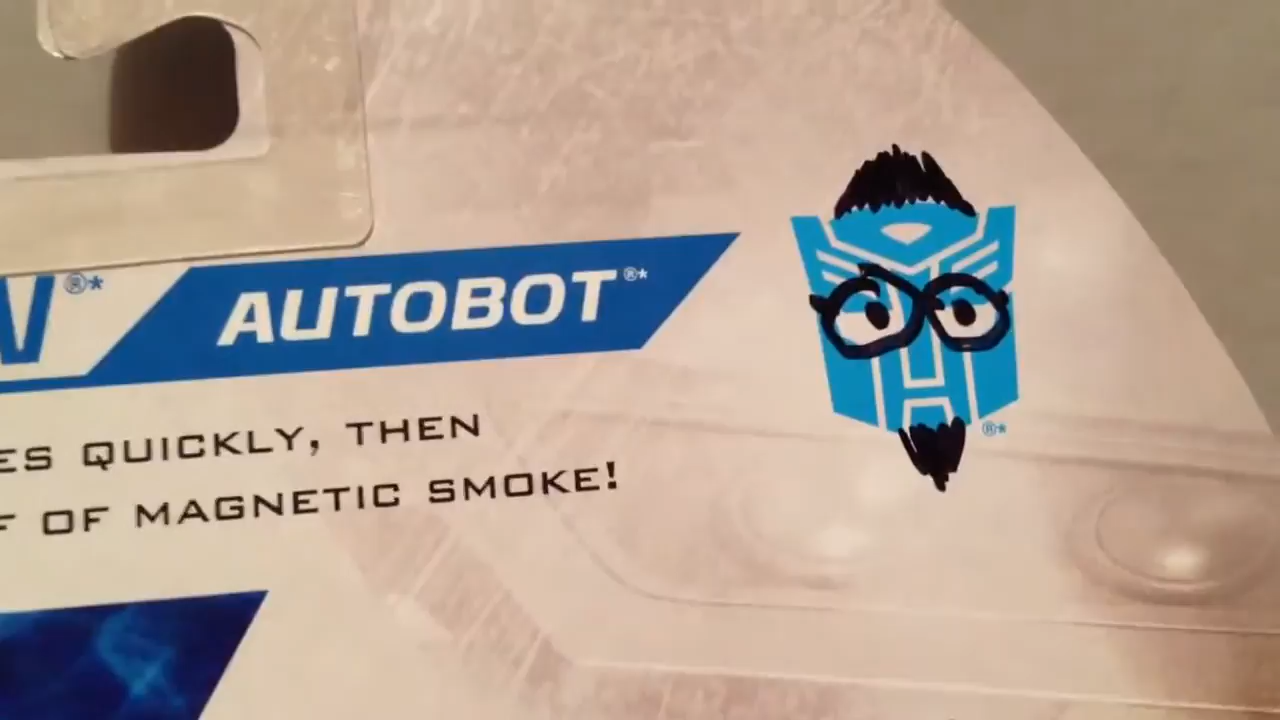 AUTOBOT®*
®*
QUICKLY, THEN
OF MAGNETIC SMOKE!
®*